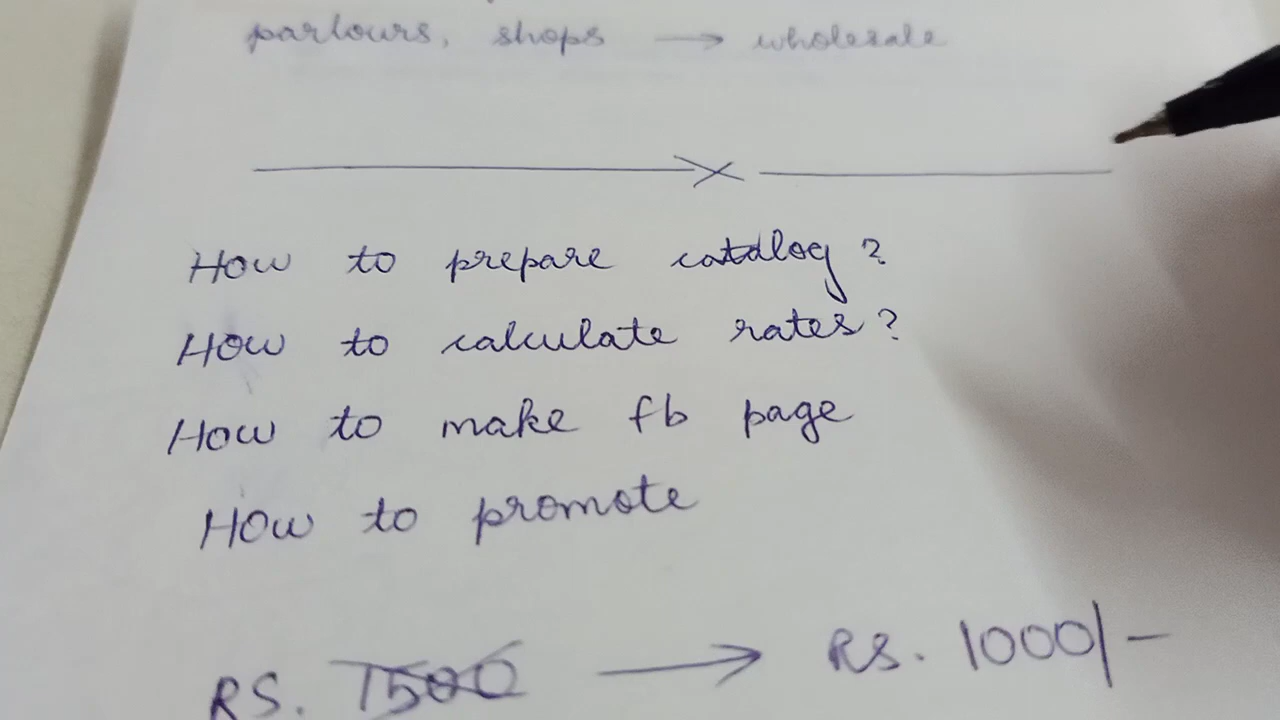 parlours, shops → wholesale
How to prepare catalog?
How to calculate rates?
How to make fb page
How to promote
RS. 1500 → RS. 1000/-